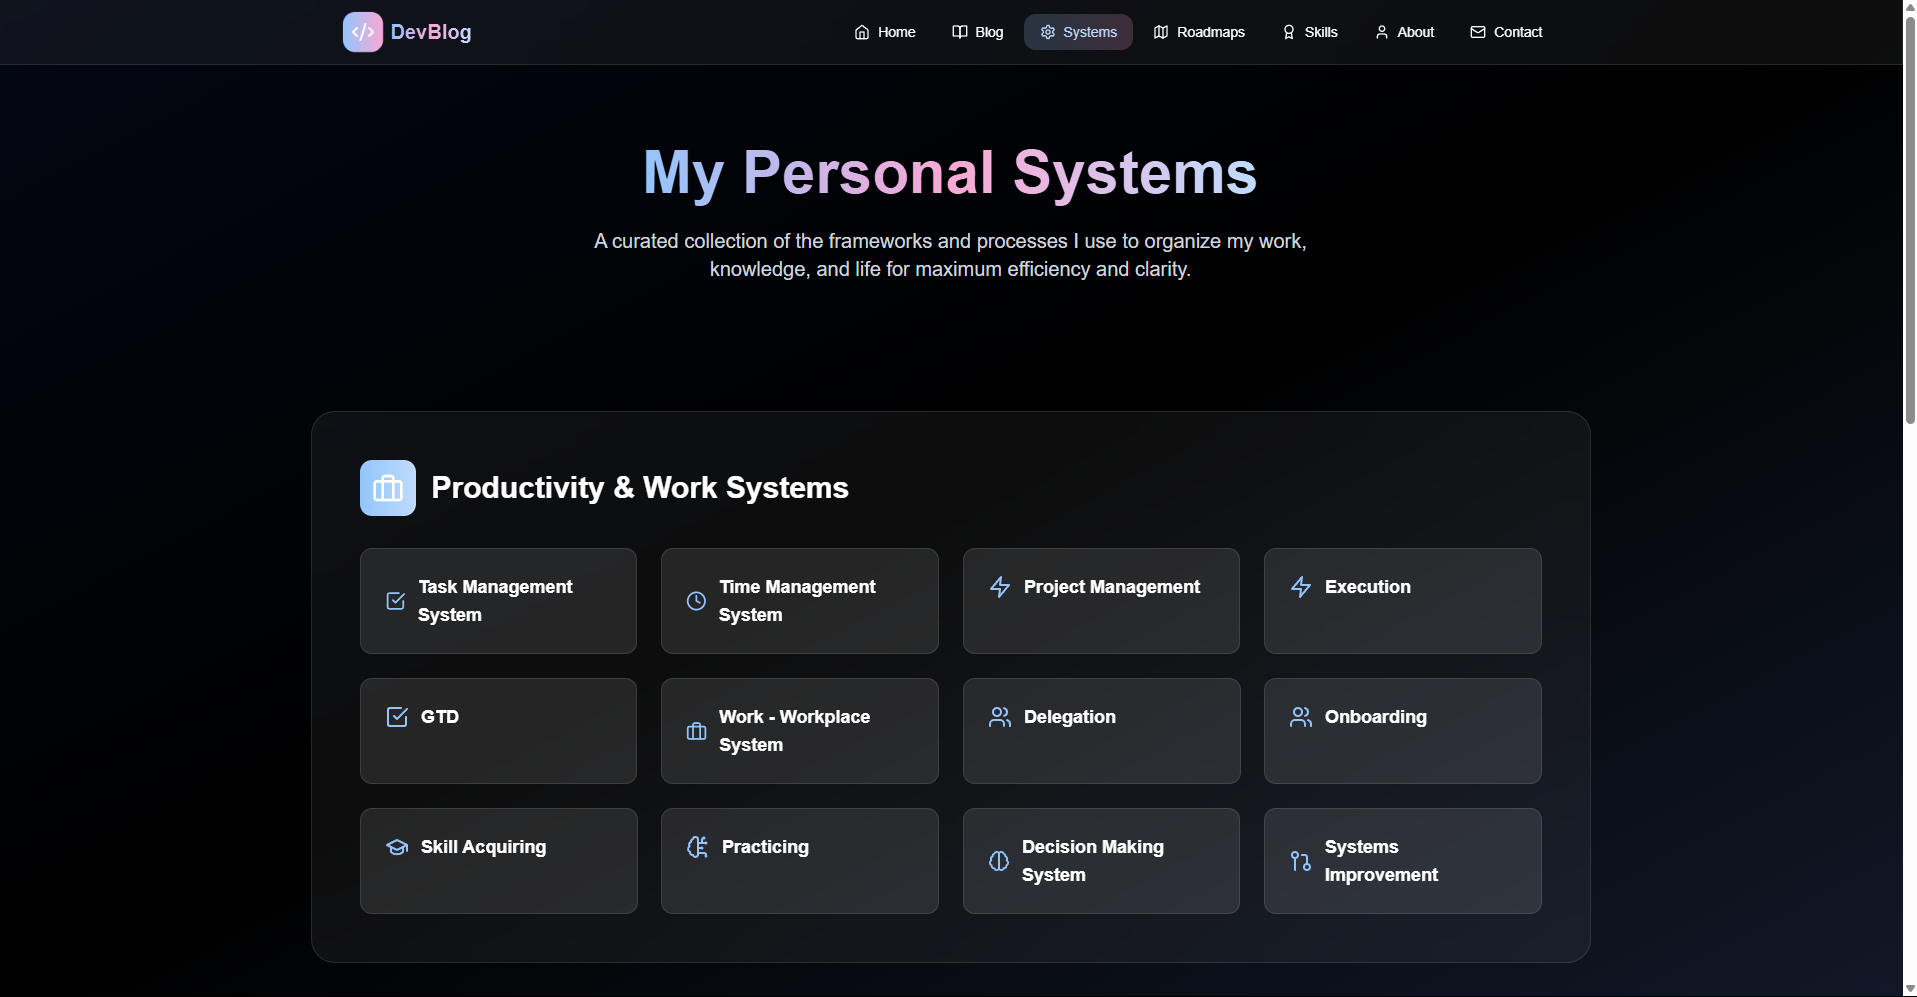 DevBlog
Home
Blog
Systems
Roadmaps
Skills
About
Contact
My Personal Systems
A curated collection of the frameworks and processes I use to organize my work,
knowledge, and life for maximum efficiency and clarity.
Productivity & Work Systems
Task Management
System
Time Management
System
Project Management
Execution
GTD
Work - Workplace
System
Delegation
Onboarding
Skill Acquiring
Practicing
Decision Making
System
Systems
Improvement